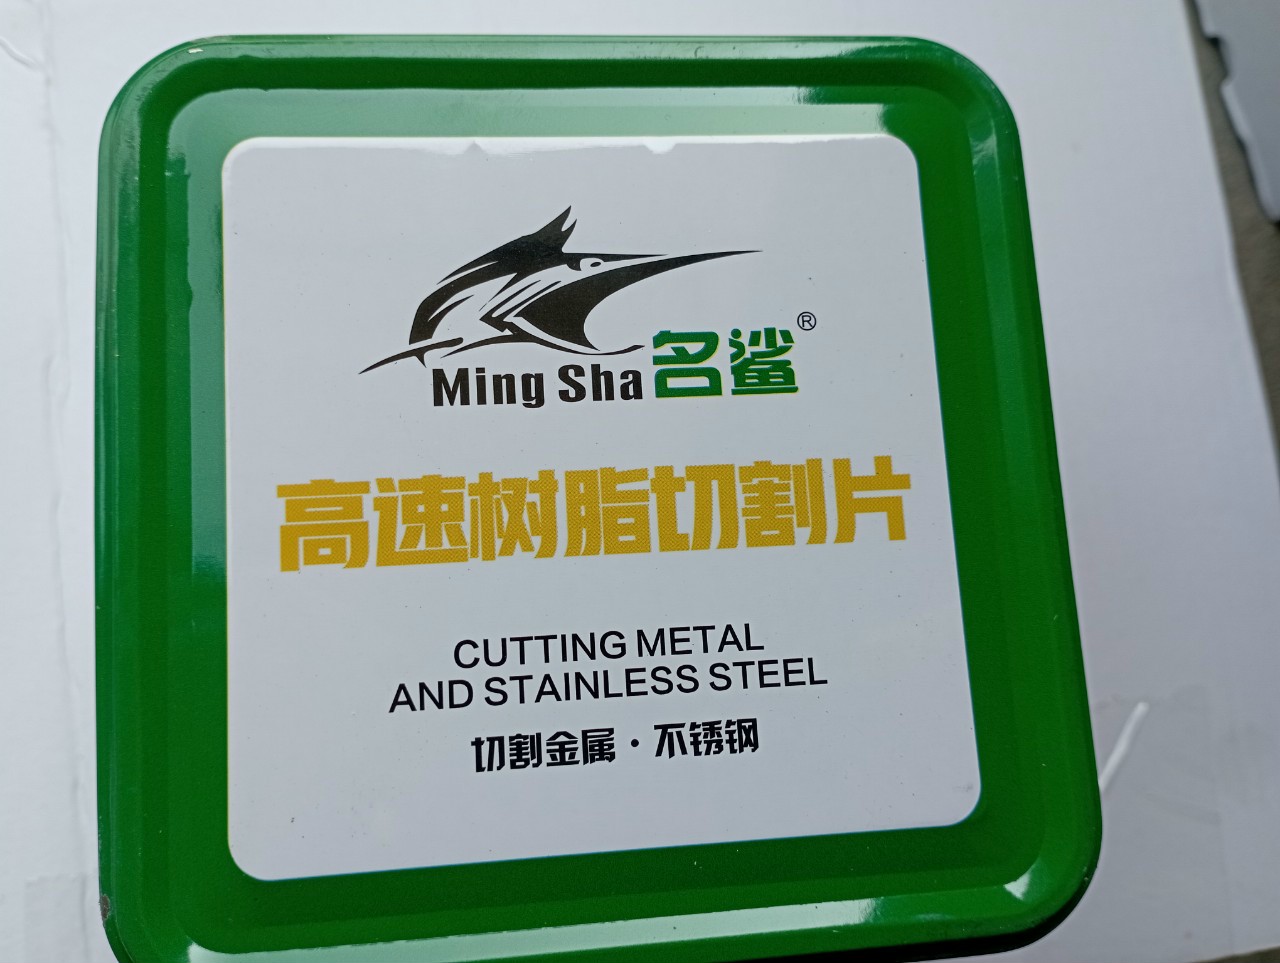 Ming Sha 名鲨®
高速树脂切割片
CUTTING METAL
AND STAINLESS STEEL
切割金属·不锈钢